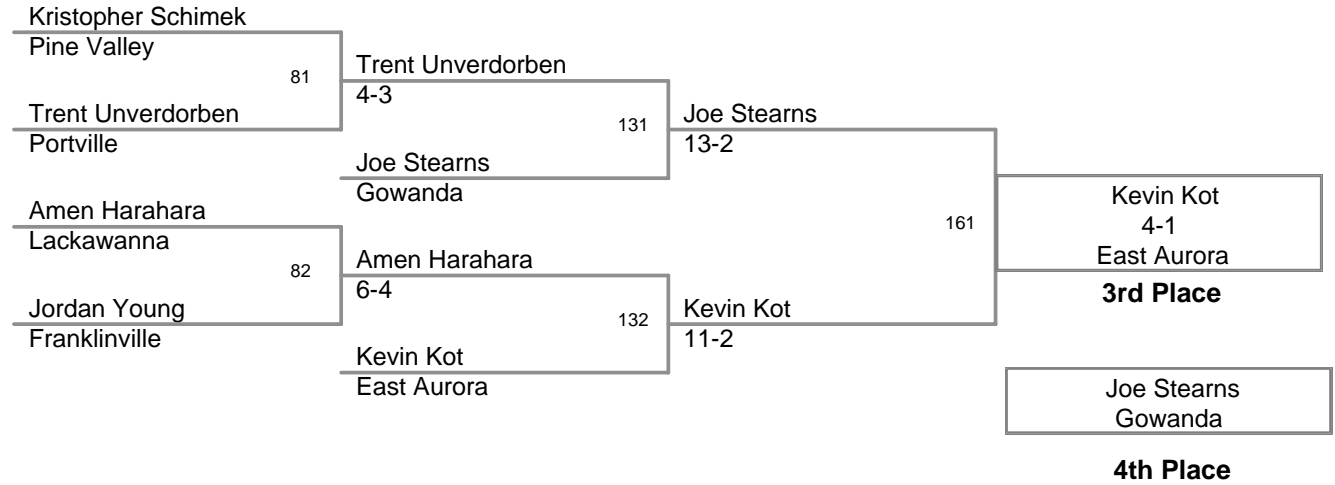 Kristopher Schimek
Pine Valley
81
Trent Unverdorben
4-3
Trent Unverdorben
Portville
131
Joe Stearns
13-2
Joe Stearns
Gowanda
Amen Harahara
Lackawanna
161
Kevin Kot
4-1
East Aurora
3rd Place
82
Amen Harahara
6-4
Jordan Young
Franklinville
132
Kevin Kot
11-2
Kevin Kot
East Aurora
Joe Stearns
Gowanda
4th Place